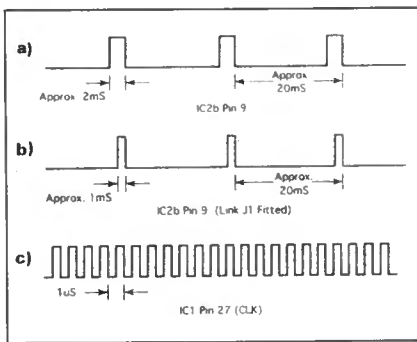 a)
Approx. 2mS
Approx
20mS
IC2b Pin 9
b)
Approx. 1mS
Approx.
20mS
IC2b Pin 9 (Link J1 Fitted)
c)
1uS
IC1 Pin 27 (CLK)